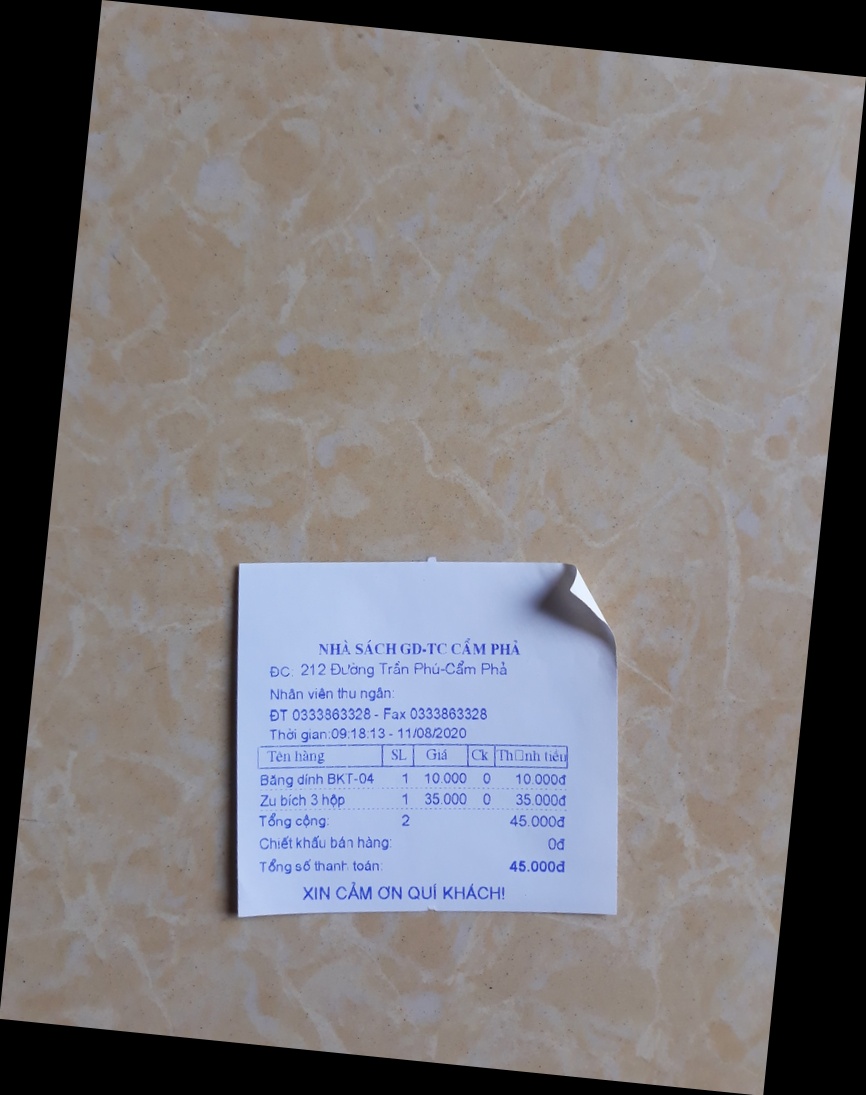 NHÀ SÁCH GD-TC CẨM PHẢ
ĐC: 212 Đường Trần Phú-Cẩm Phả
Nhân viên thu ngân:
ĐT 0333863328 - Fax 0333863328
Thời gian:09:18:13 - 11/08/2020
Tên hàng SL Giá Ck Th□nh tiền
Băng dính BKT-04 1 10.000 0 10.000đ
Zu bích 3 hộp 1 35.000 0 35.000đ
Tổng cộng: 2 45.000đ
Chiết khấu bán hàng: 0đ
Tổng số thanh toán: 45.000đ
XIN CẢM ƠN QUÍ KHÁCH!